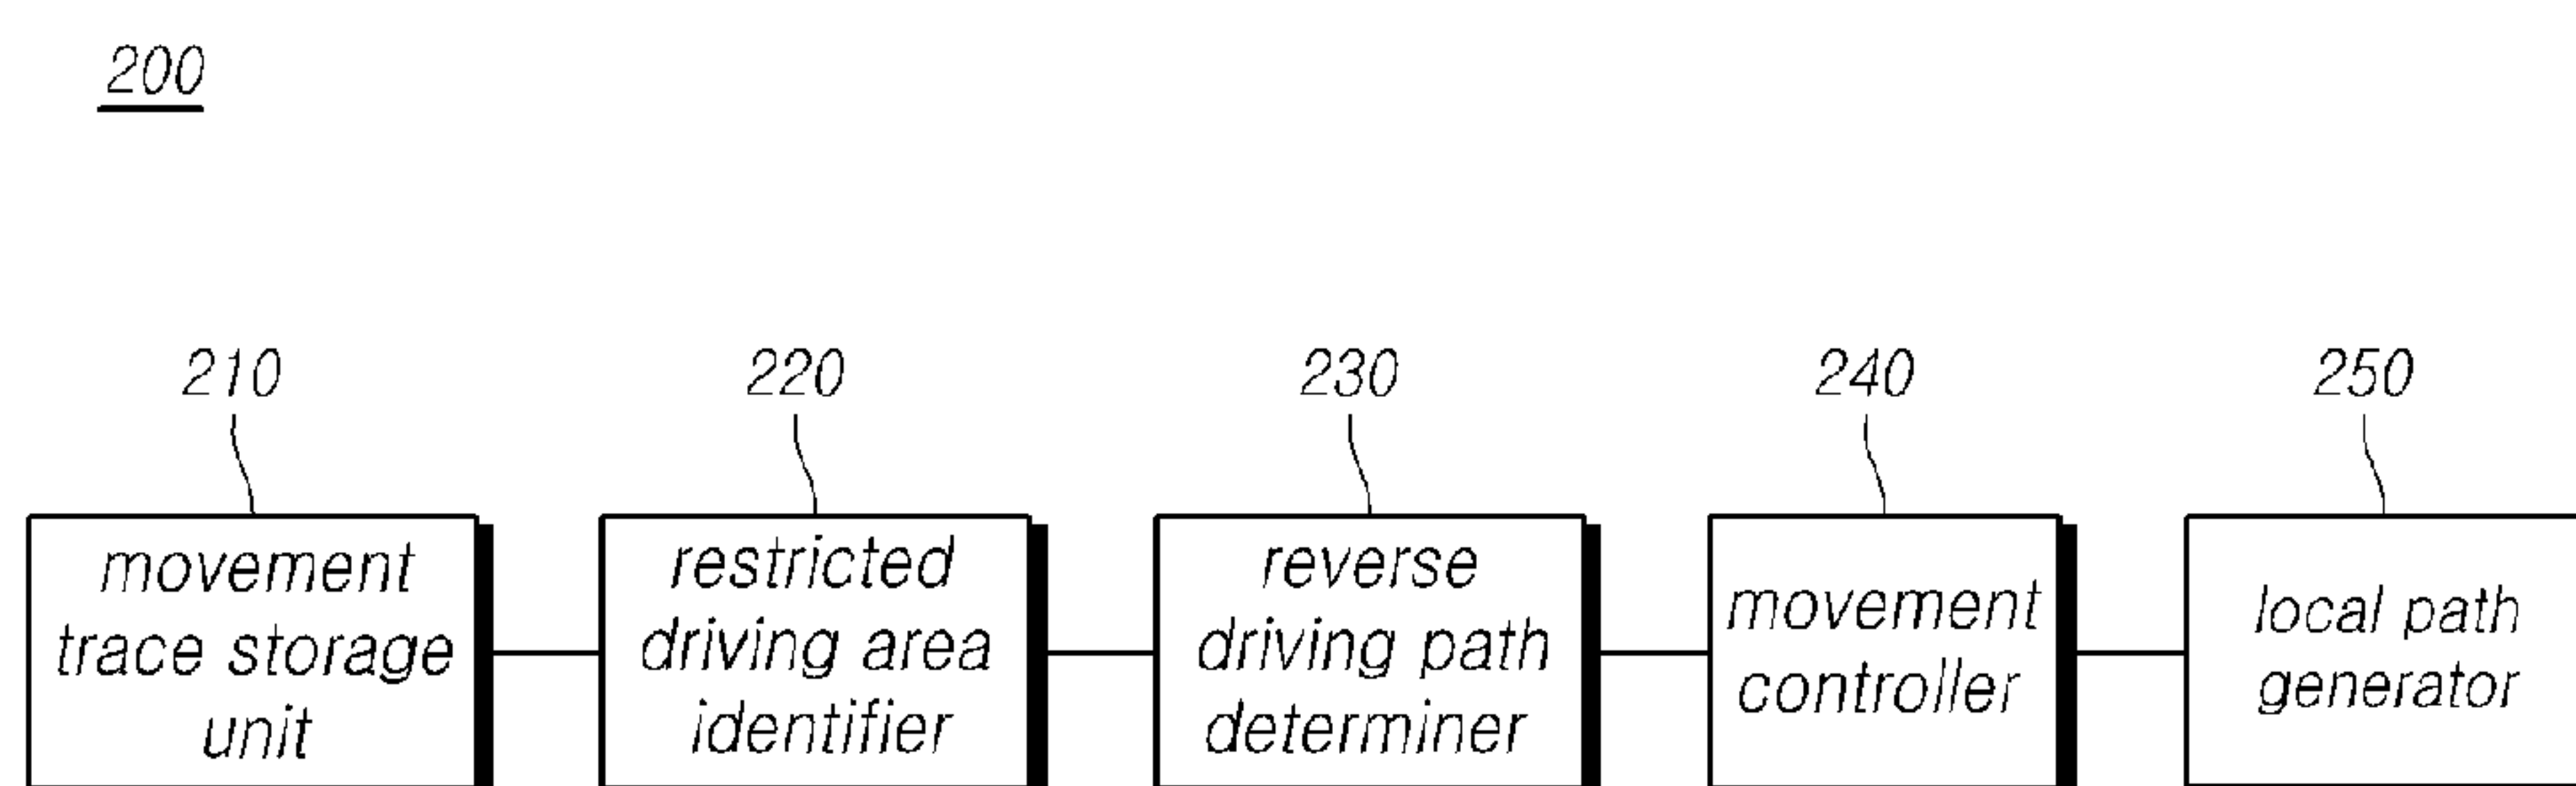 200
210
220
230
240
250
movement
trace storage
unit
restricted
driving area
identifier
reverse
driving path
determiner
movement
controller
local path
generator